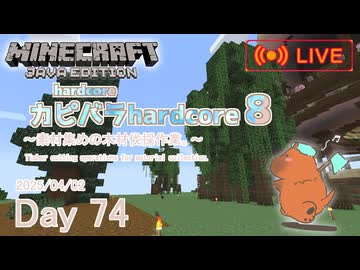 MINECRAFT
JAVA EDITION
LIVE
hardcore
カピバラhardcore 8
～素材集めの木材伐採作業。～
Timber cutting operations for material collection.
2025/04/02
Day 74